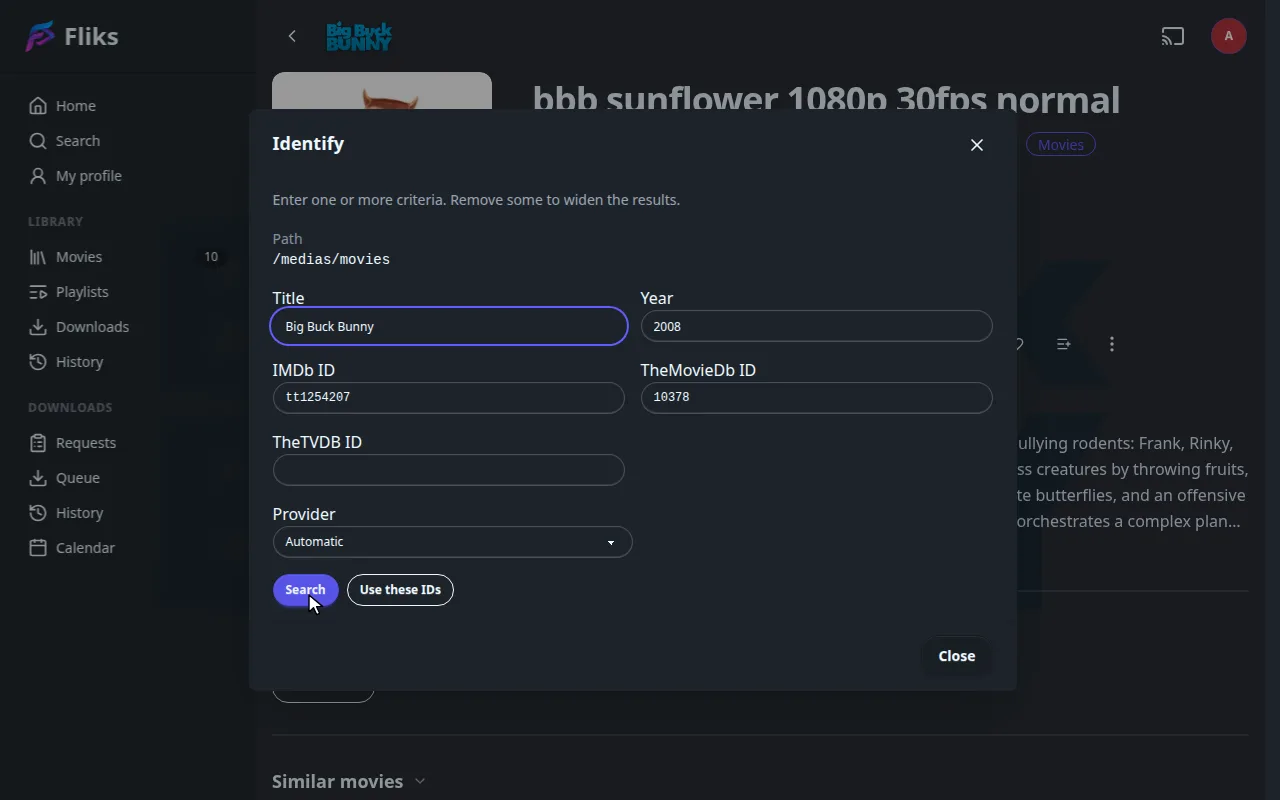 Fliks
Big Buck
BUNNY
A
Home
Search
My profile
LIBRARY
Movies
10
Playlists
Downloads
History
DOWNLOADS
Requests
Queue
History
Calendar
bbb sunflower 1080p 30fps normal
Movies
Identify
Enter one or more criteria. Remove some to widen the results.
Path
/medias/movies
Title
Year
Big Buck Bunny
2008
IMDb ID
TheMovieDb ID
tt1254207
10378
TheTVDB ID
Provider
Automatic
Search
Use these IDs
Close
ullying rodents: Frank, Rinky,
ss creatures by throwing fruits,
te butterflies, and an offensive
orchestrates a complex plan...
Similar movies